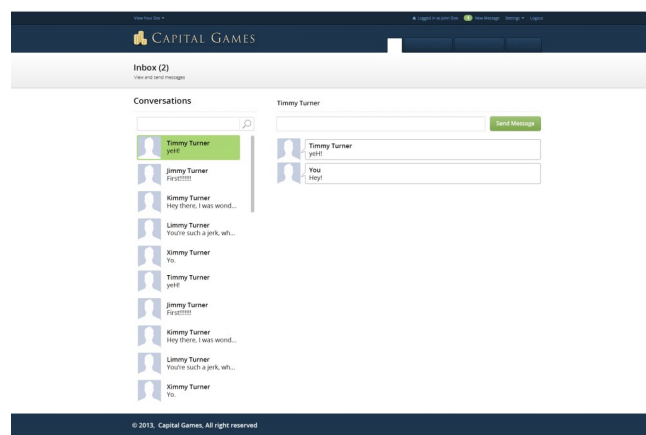 View Your Site
Logged in as John Doe 1 New Message Settings Logout
CAPITAL GAMES
Inbox (2)
View and send messages
Conversations
Timmy Turner
yeH!
Jimmy Turner
First!!!!!!!
Kimmy Turner
Hey there, I was wond...
Limmy Turner
You're such a jerk, wh...
Ximmy Turner
Yo.
Timmy Turner
yeH!
Jimmy Turner
First!!!!!!!
Kimmy Turner
Hey there, I was wond...
Limmy Turner
You're such a jerk, wh...
Ximmy Turner
Yo.
Timmy Turner
Send Message
Timmy Turner
yeH!
You
Hey!
© 2013, Capital Games, All right reserved